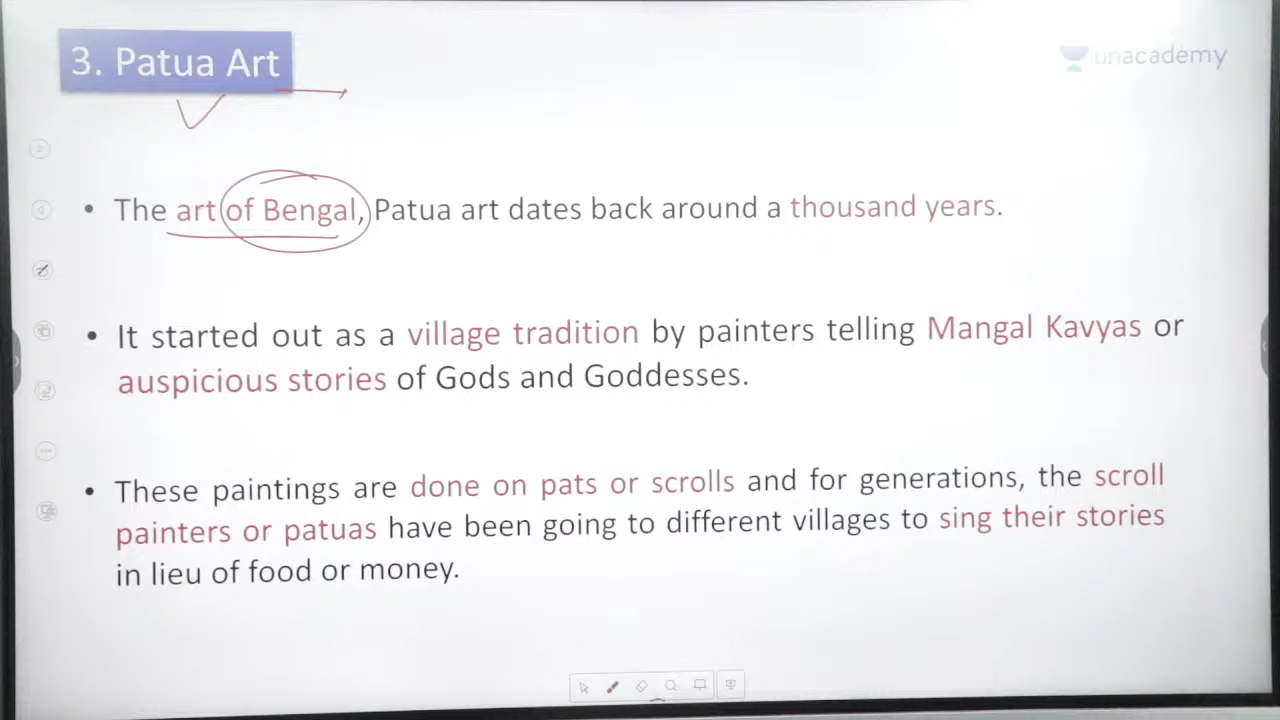 3. Patua Art
unacademy
• The art of Bengal, Patua art dates back around a thousand years.
• It started out as a village tradition by painters telling Mangal Kavyas or
auspicious stories of Gods and Goddesses.
• These paintings are done on pats or scrolls and for generations, the scroll
painters or patuas have been going to different villages to sing their stories
in lieu of food or money.